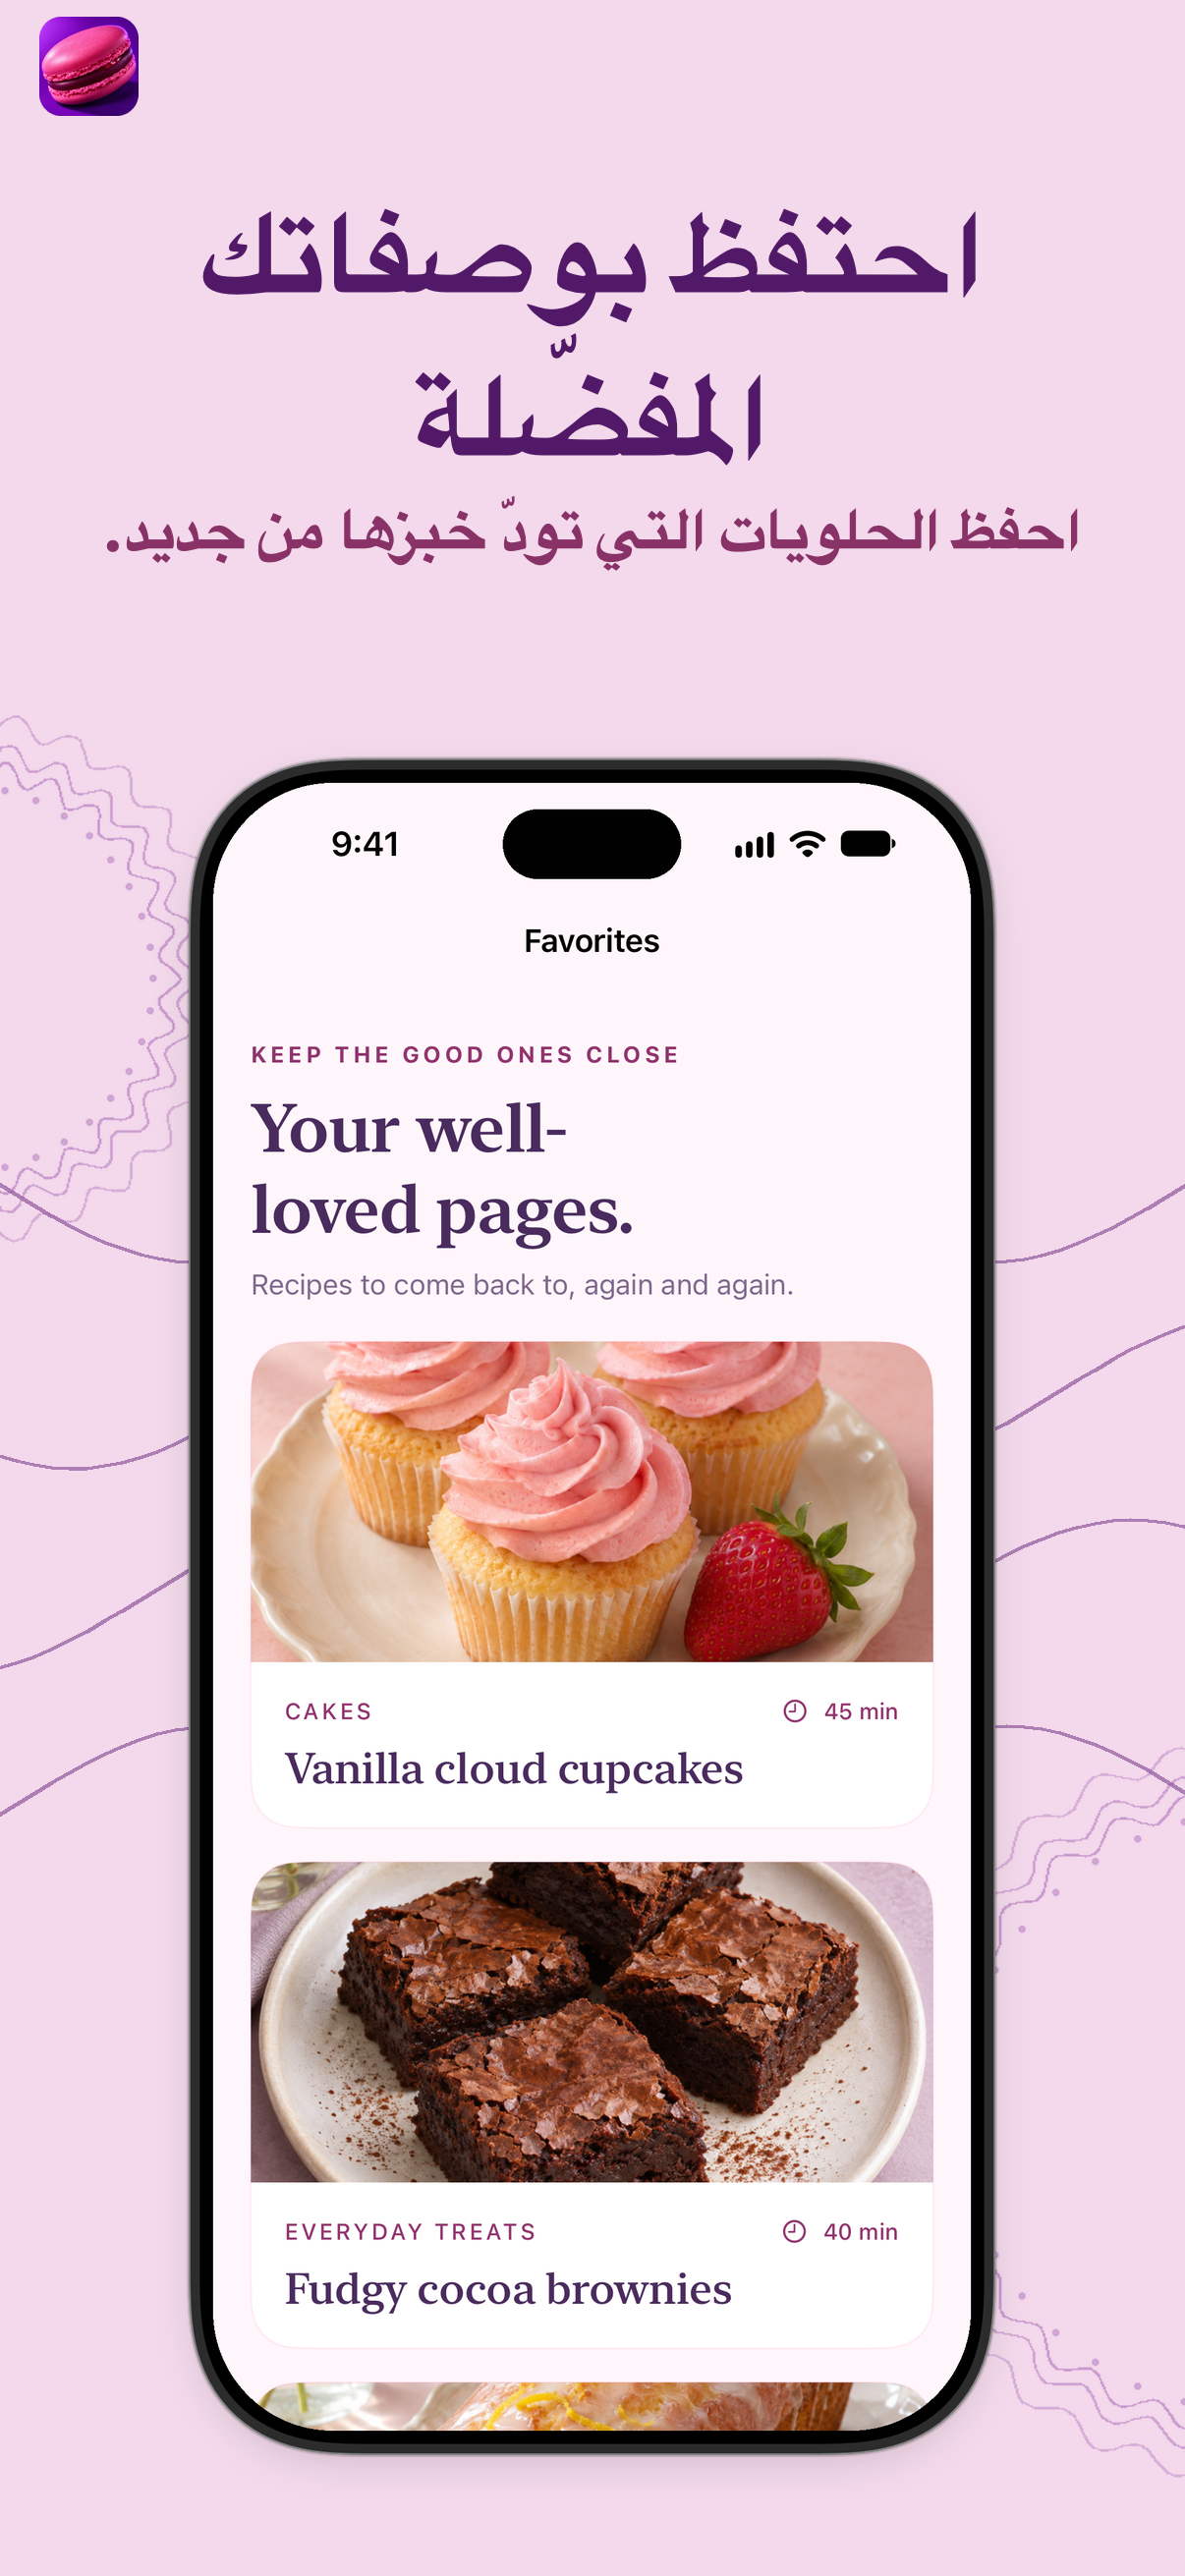 احتفظ بوصفاتك
المفضّلة
احفظ الحلويات التي تودّ خبزها من جديد.
9:41
Favorites
KEEP THE GOOD ONES CLOSE
Your well-
loved pages.
Recipes to come back to, again and again.
CAKES
45 min
Vanilla cloud cupcakes
EVERYDAY TREATS
40 min
Fudgy cocoa brownies